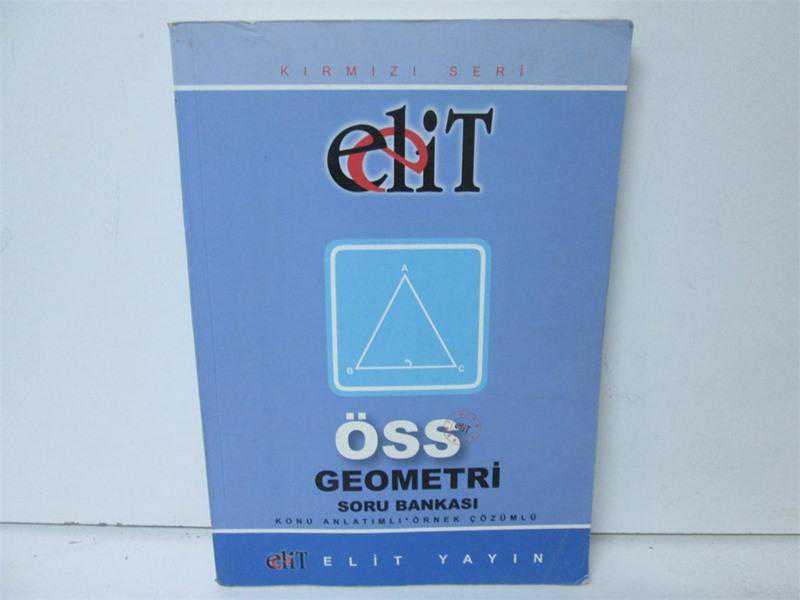 KIRMIZI SERİ
eliT
A
B
C
ÖSS
GEOMETRİ
SORU BANKASI
KONU ANLATIMLI•ÖRNEK ÇÖZÜMLÜ
eliT ELİT YAYIN